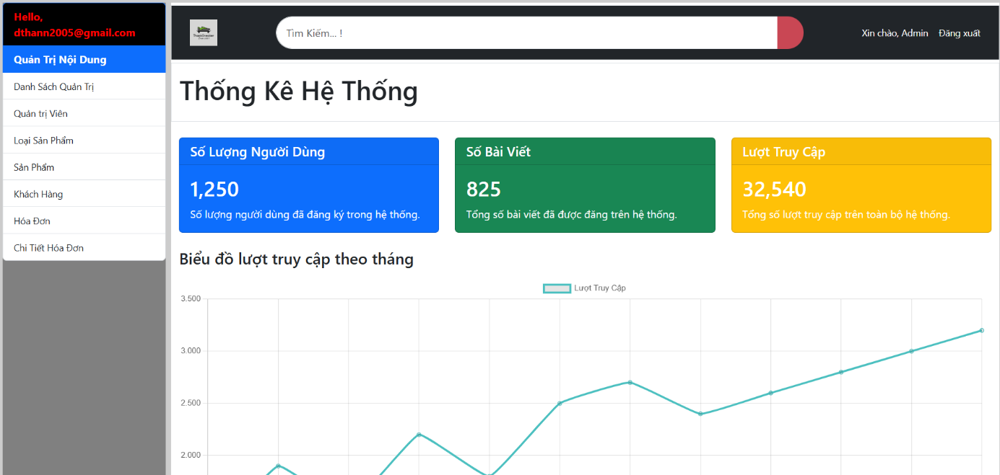 Hello,
dthann2005@gmail.com
Quản Trị Nội Dung
Danh Sách Quản Trị
Quản trị Viên
Loại Sản Phẩm
Sản Phẩm
Khách Hàng
Hóa Đơn
Chi Tiết Hóa Đơn
Tìm Kiếm... !
Xin chào, Admin Đăng xuất
Thống Kê Hệ Thống
Số Lượng Người Dùng
1,250
Số lượng người dùng đã đăng ký trong hệ thống.
Số Bài Viết
825
Tổng số bài viết đã được đăng trên hệ thống.
Lượt Truy Cập
32,540
Tổng số lượt truy cập trên toàn bộ hệ thống.
Biểu đồ lượt truy cập theo tháng
Lượt Truy Cập
3.500
3.000
2.500
2.000